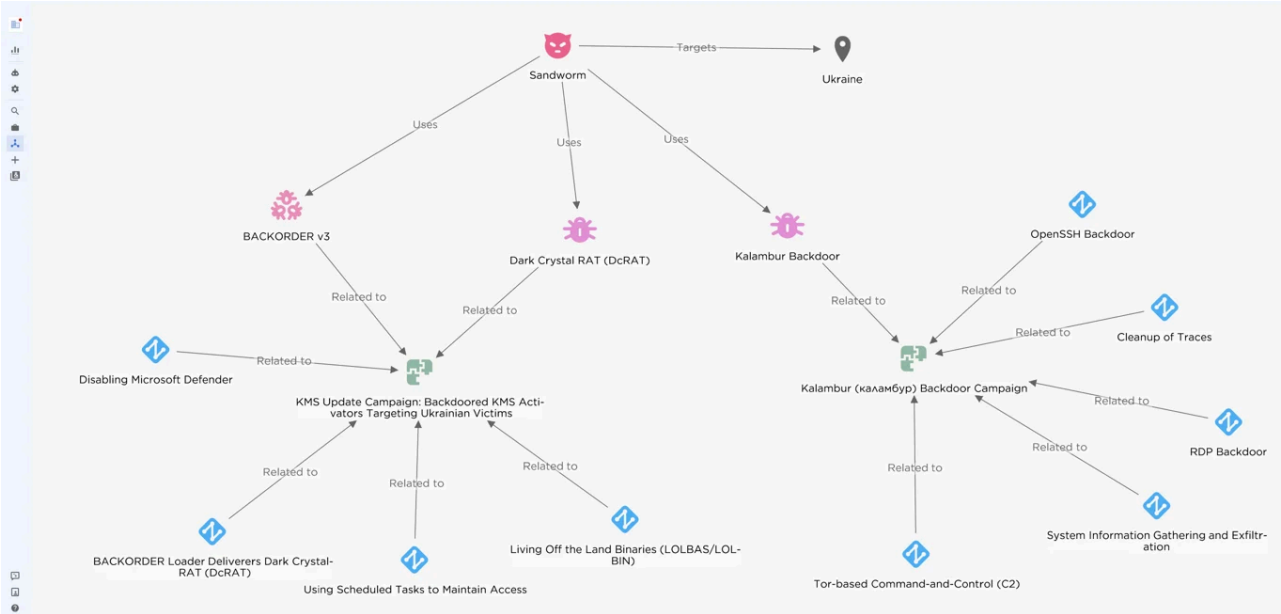 Targets
Sandworm
Ukraine
Uses
Uses
Uses
BACKORDER v3
Dark Crystal RAT (DcRAT)
Kalambur Backdoor
OpenSSH Backdoor
Related to
Related to
Related to
Related to
Related to
Cleanup of Traces
Related to
Disabling Microsoft Defender
KMS Update Campaign: Backdoored KMS Acti-
vators Targeting Ukrainian Victims
Kalambur (каламбур) Backdoor Campaign
Related to
RDP Backdoor
Related to
Related to
Related to
Related to
Related to
BACKORDER Loader Deliverers Dark Crystal-
RAT (DcRAT)
Using Scheduled Tasks to Maintain Access
Living Off the Land Binaries (LOLBAS/LOL-
BIN)
Tor-based Command-and-Control (C2)
System Information Gathering and Exfiltr-
ation